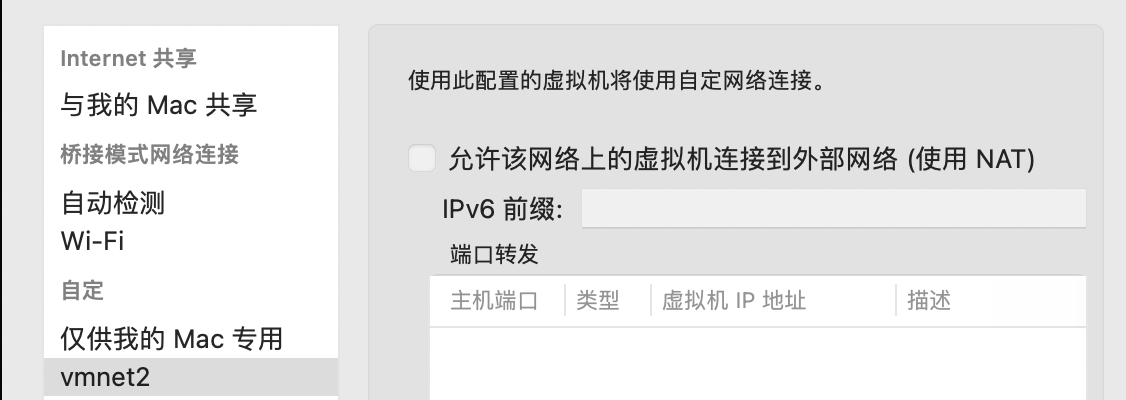 Internet 共享
与我的 Mac 共享
桥接模式网络连接
自动检测
Wi-Fi
自定
仅供我的 Mac 专用
vmnet2
使用此配置的虚拟机将使用自定网络连接。
允许该网络上的虚拟机连接到外部网络 (使用 NAT)
IPv6 前缀:
端口转发
主机端口 类型 虚拟机 IP 地址 描述